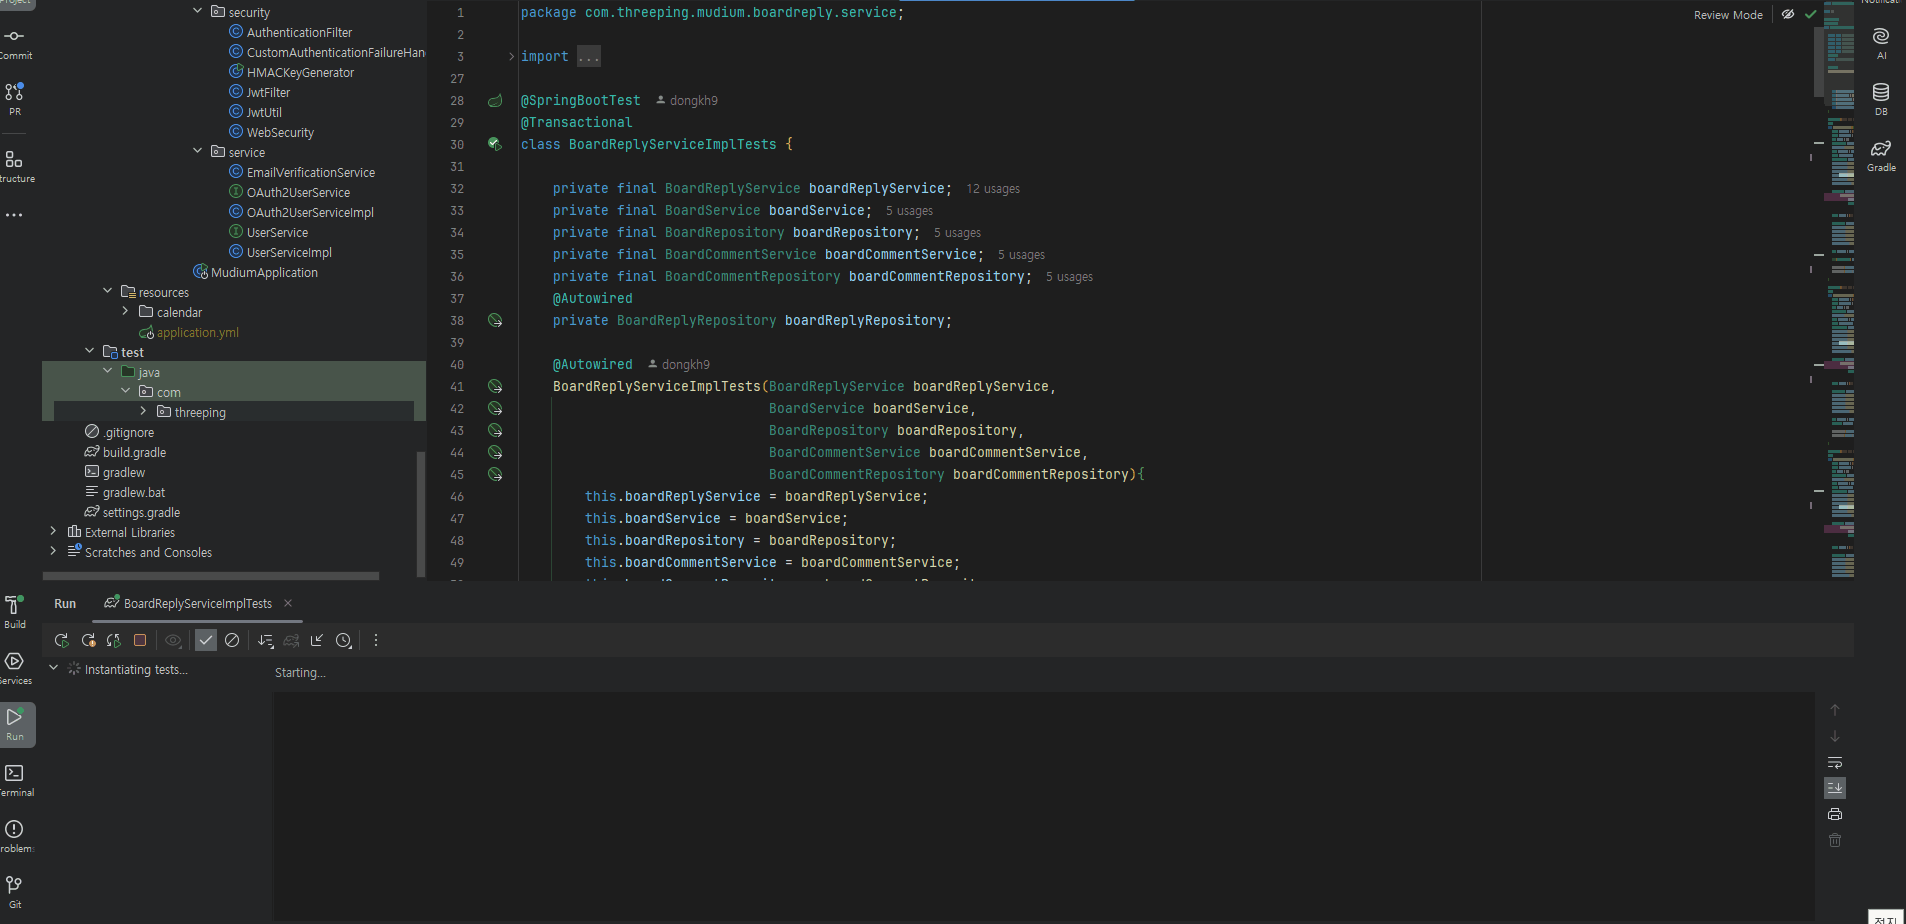 Project
Commit
PR
Structure
security
AuthenticationFilter
CustomAuthenticationFailureHan
HMACKeyGenerator
JwtFilter
JwtUtil
WebSecurity
service
EmailVerificationService
OAuth2UserService
OAuth2UserServiceImpl
UserService
UserServiceImpl
MudiumApplication
resources
calendar
application.yml
test
java
com
threeping
.gitignore
build.gradle
gradlew
gradlew.bat
settings.gradle
External Libraries
Scratches and Consoles
1 package com.threeping.mudium.boardreply.service;
2
3 import ...
27
28 @SpringBootTest dongkh9
29 @Transactional
30 class BoardReplyServiceImplTests {
31
32 private final BoardReplyService boardReplyService; 12 usages
33 private final BoardService boardService; 5 usages
34 private final BoardRepository boardRepository; 5 usages
35 private final BoardCommentService boardCommentService; 5 usages
36 private final BoardCommentRepository boardCommentRepository; 5 usages
37 @Autowired
38 private BoardReplyRepository boardReplyRepository;
39
40 @Autowired dongkh9
41 BoardReplyServiceImplTests(BoardReplyService boardReplyService,
42 BoardService boardService,
43 BoardRepository boardRepository,
44 BoardCommentService boardCommentService,
45 BoardCommentRepository boardCommentRepository){
46 this.boardReplyService = boardReplyService;
47 this.boardService = boardService;
48 this.boardRepository = boardRepository;
49 this.boardCommentService = boardCommentService;
Review Mode
AI
DB
Gradle
Build
Services
Run
Terminal
Problems
Git
Run BoardReplyServiceImplTests
Instantiating tests...
Starting...